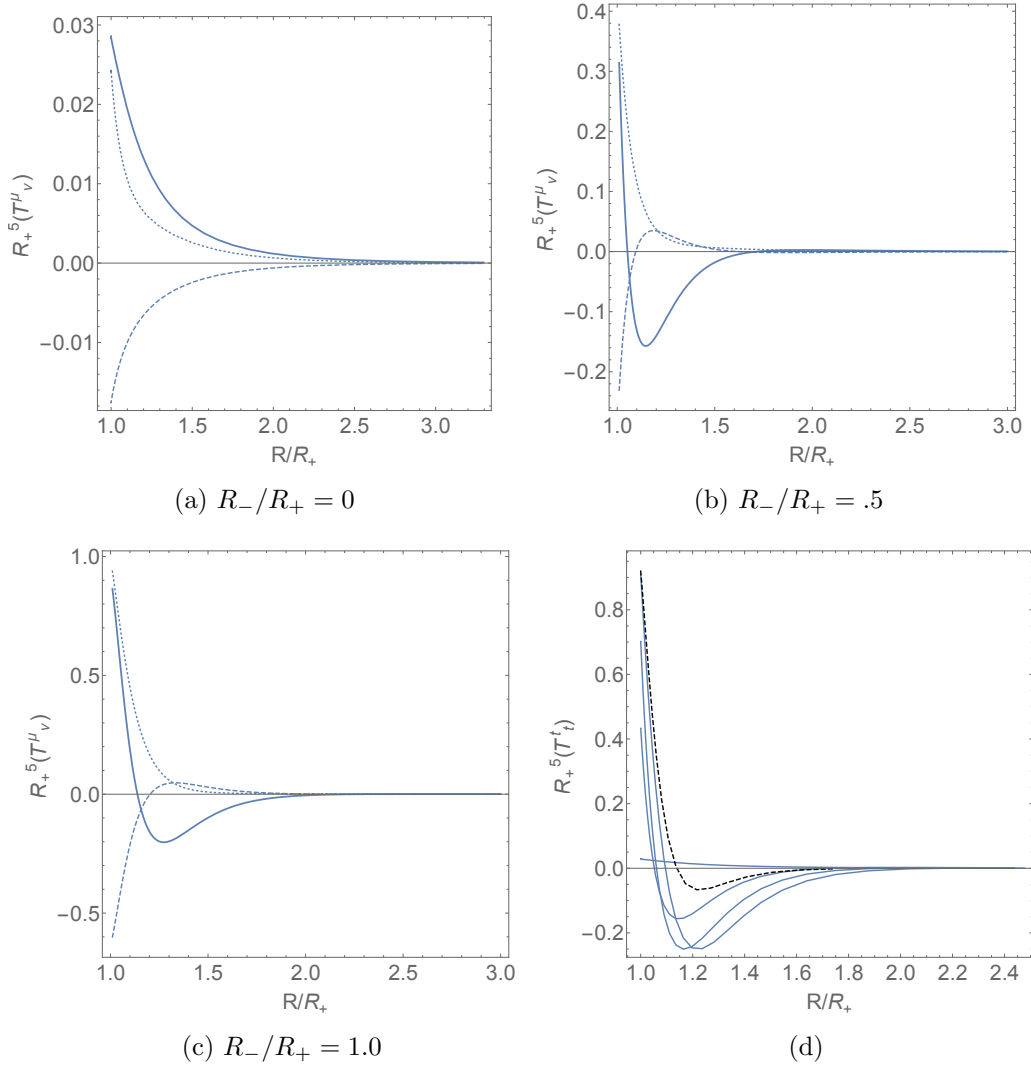 0.03
0.02
0.01
0.00
−0.01
R₊ ⁵(Tᵘᵥ)
1.0 1.5 2.0 2.5 3.0
R/R₊
(a) R₋/R₊ = 0
0.4
0.3
0.2
0.1
0.0
−0.1
−0.2
R₊ ⁵(Tᵘᵥ)
1.0 1.5 2.0 2.5 3.0
R/R₊
(b) R₋/R₊ = .5
1.0
0.5
0.0
−0.5
R₊ ⁵(Tᵘᵥ)
1.0 1.5 2.0 2.5 3.0
R/R₊
(c) R₋/R₊ = 1.0
0.8
0.6
0.4
0.2
0.0
−0.2
R₊ ⁵(Tᵗₜ)
1.0 1.2 1.4 1.6 1.8 2.0 2.2 2.4
R/R₊
(d)